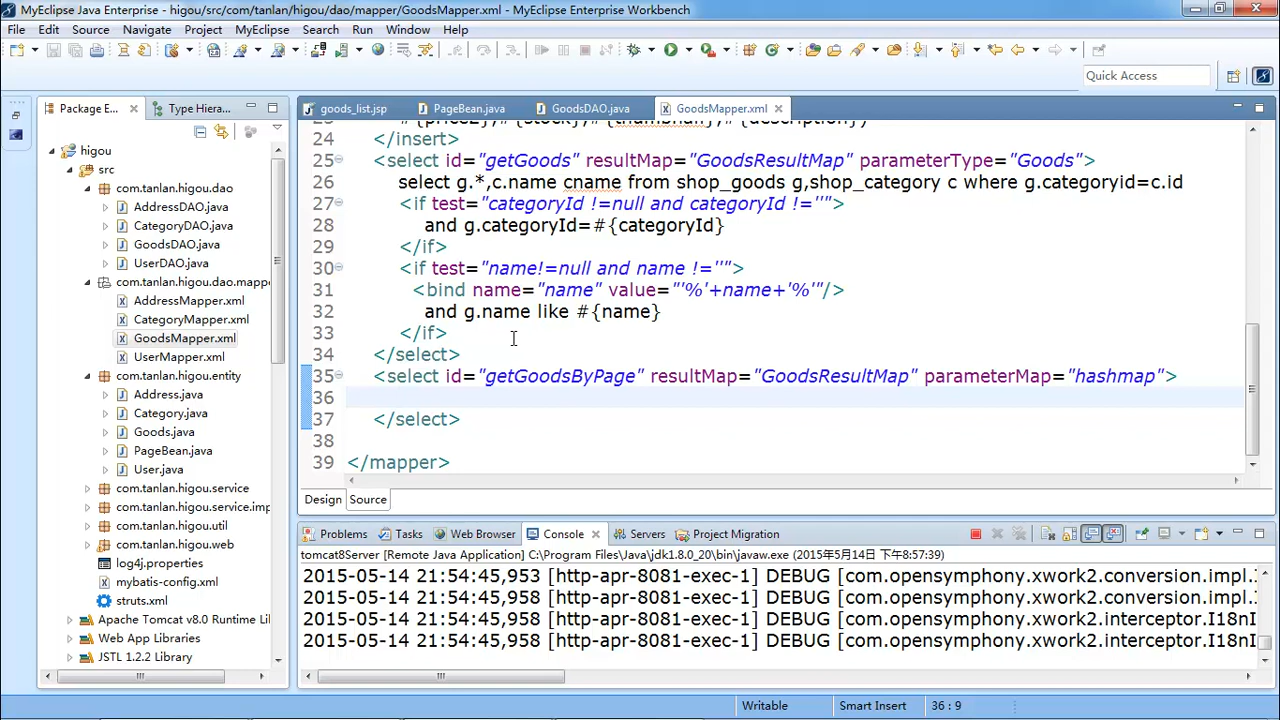 MyEclipse Java Enterprise - higou/src/com/tanlan/higou/dao/mapper/GoodsMapper.xml - MyEclipse Enterprise Workbench
File Edit Source Navigate Project MyEclipse Search Run Window Help
Quick Access
Package E... Type Hiera...
goods_list.jsp PageBean.java GoodsDAO.java GoodsMapper.xml
higou
src
com.tanlan.higou.dao
AddressDAO.java
CategoryDAO.java
GoodsDAO.java
UserDAO.java
com.tanlan.higou.dao.mappe
AddressMapper.xml
CategoryMapper.xml
GoodsMapper.xml
UserMapper.xml
com.tanlan.higou.entity
Address.java
Category.java
Goods.java
PageBean.java
User.java
com.tanlan.higou.service
com.tanlan.higou.service.imp
com.tanlan.higou.util
com.tanlan.higou.web
log4j.properties
mybatis-config.xml
struts.xml
Apache Tomcat v8.0 Runtime Li
Web App Libraries
JSTL 1.2.2 Library
#{price2},#{stock},#{thumbnail},#{description})
24 </insert>
25 <select id="getGoods" resultMap="GoodsResultMap" parameterType="Goods">
26 select g.*,c.name cname from shop_goods g,shop_category c where g.categoryid=c.id
27 <if test="categoryId !=null and categoryId !=''">
28 and g.categoryId=#{categoryId}
29 </if>
30 <if test="name!=null and name !=''">
31 <bind name="name" value="'%'+name+'%'"/>
32 and g.name like #{name}
33 </if>
34 </select>
35 <select id="getGoodsByPage" resultMap="GoodsResultMap" parameterMap="hashmap">
36
37 </select>
38
39 </mapper>
Design Source
Problems Tasks Web Browser Console Servers Project Migration
tomcat8Server [Remote Java Application] C:\Program Files\Java\jdk1.8.0_20\bin\javaw.exe (2015年5月14日 下午8:57:39)
2015-05-14 21:54:45,953 [http-apr-8081-exec-1] DEBUG [com.opensymphony.xwork2.conversion.impl.
2015-05-14 21:54:45,958 [http-apr-8081-exec-1] DEBUG [com.opensymphony.xwork2.conversion.impl.
2015-05-14 21:54:45,958 [http-apr-8081-exec-1] DEBUG [com.opensymphony.xwork2.interceptor.I18nI
2015-05-14 21:54:45,958 [http-apr-8081-exec-1] DEBUG [com.opensymphony.xwork2.interceptor.I18nI
Writable Smart Insert 36 : 9